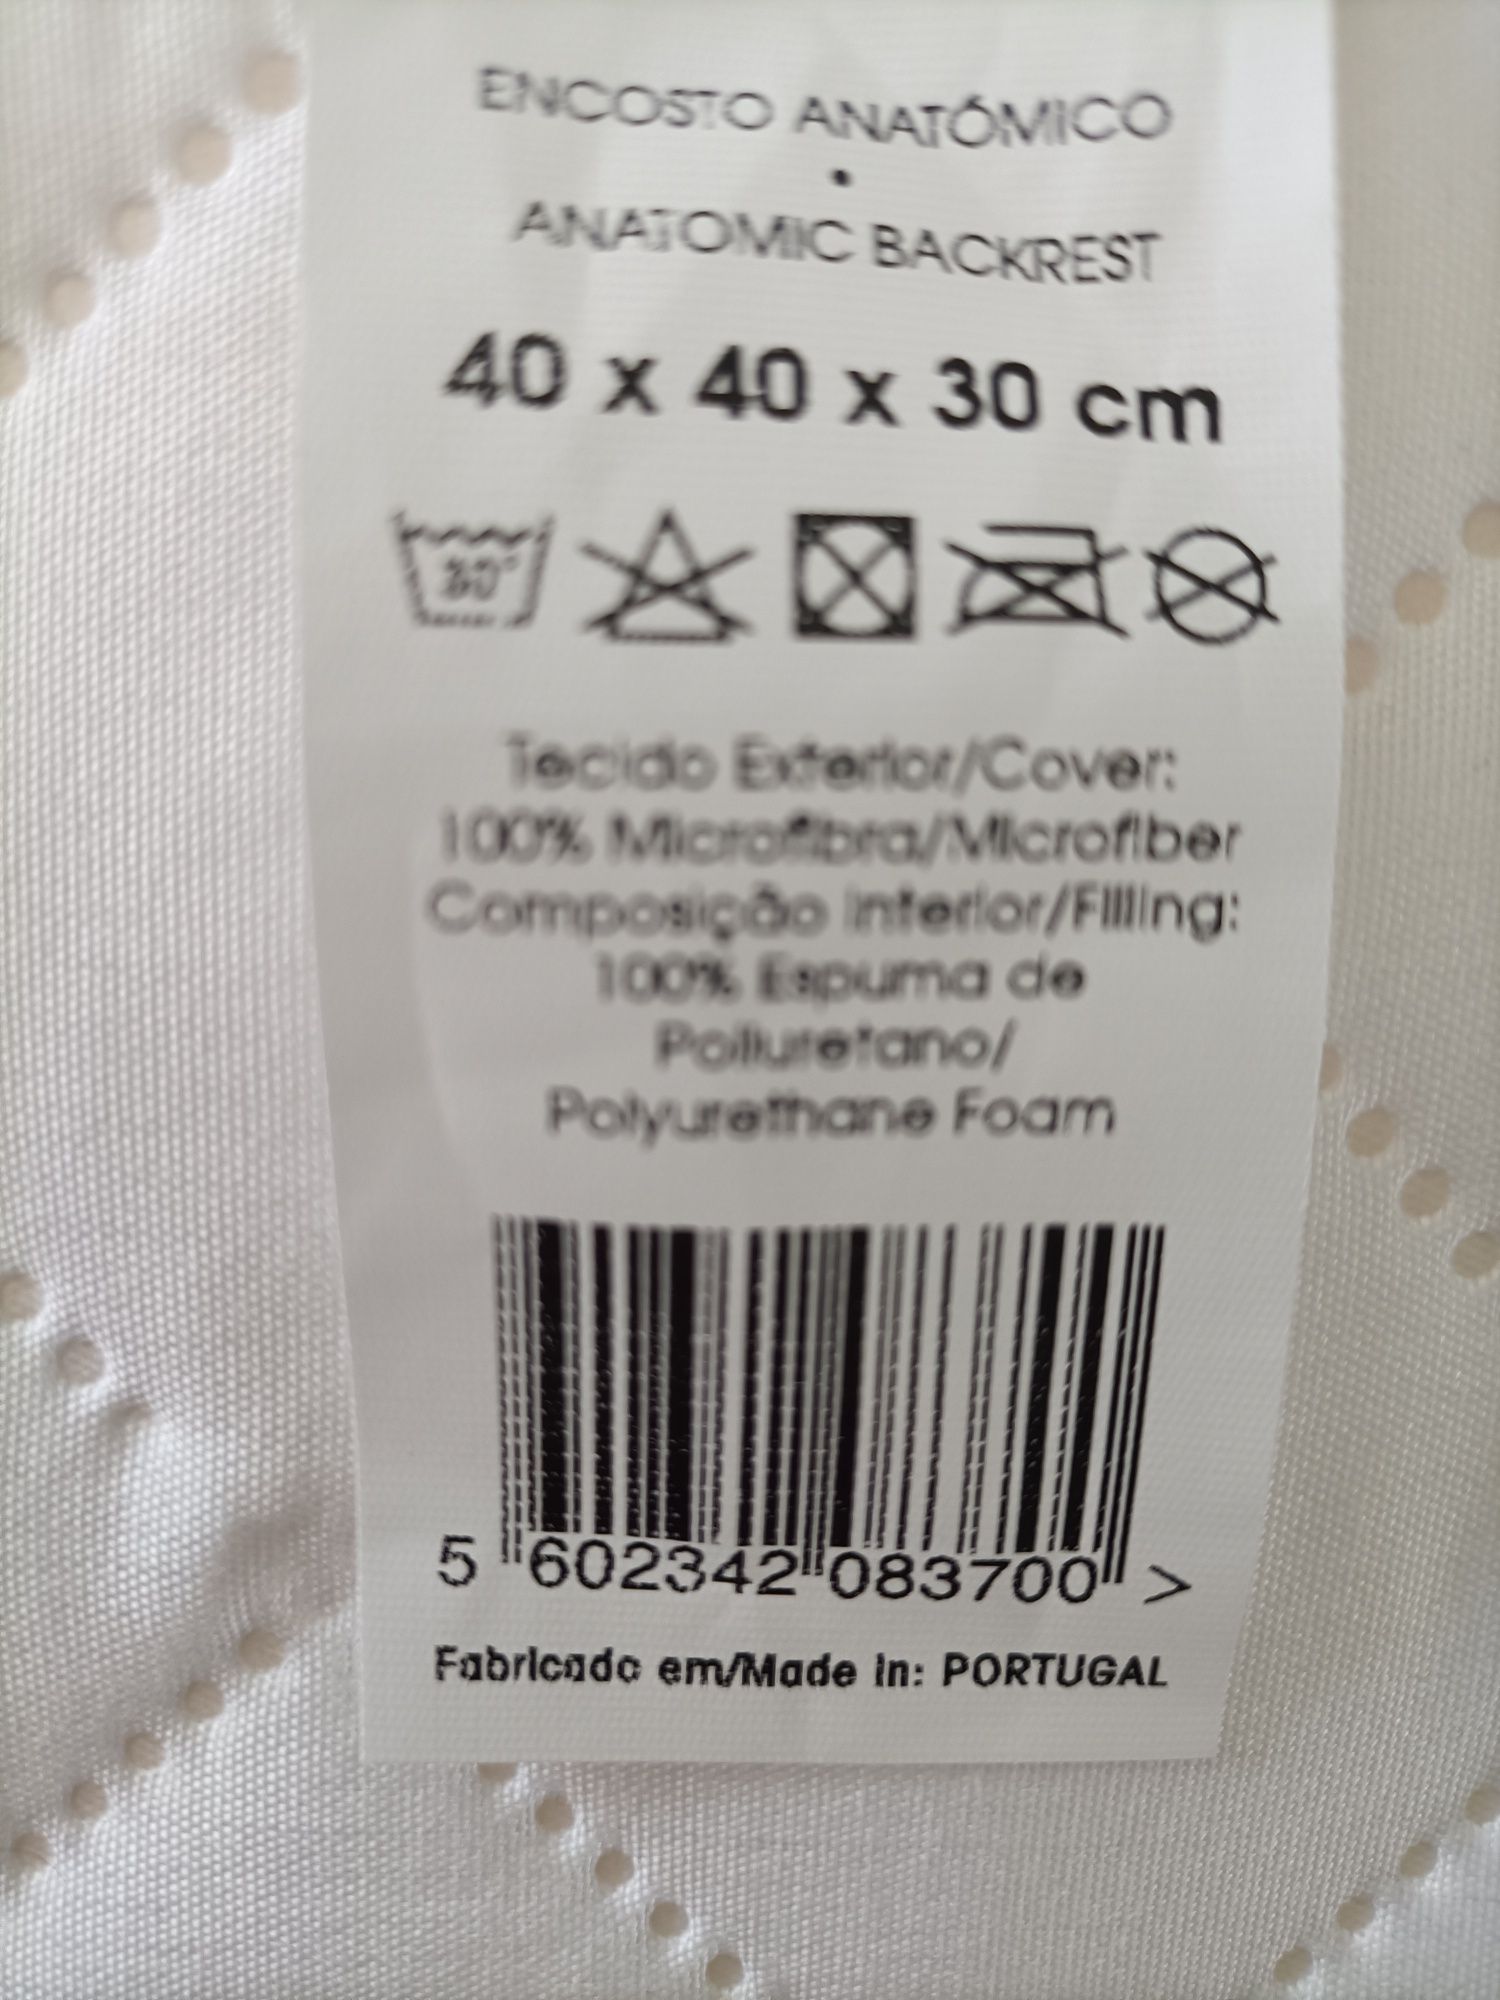 ENCOSTO ANATÓMICO
•
ANATOMIC BACKREST
40 x 40 x 30 cm
30°
Tecido Exterior/Cover:
100% Microfibra/Microfiber
Composição Interior/Filling:
100% Espuma de
Poliuretano/
Polyurethane Foam
5 602342 083700 >
Fabricado em/Made in: PORTUGAL